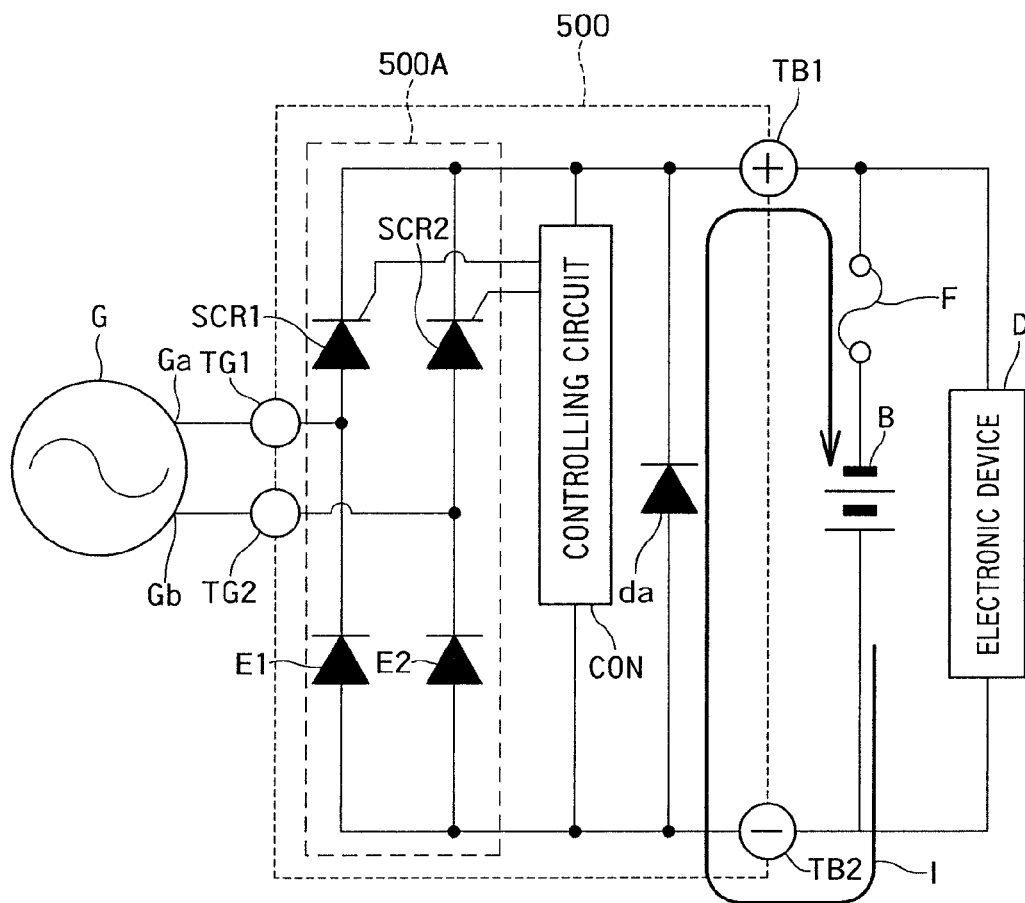 500
500A
TB1
SCR2
SCR1
G
Ga
TG1
F
D
B
CONTROLLING CIRCUIT
ELECTRONIC DEVICE
da
Gb
TG2
E1
E2
CON
TB2
I